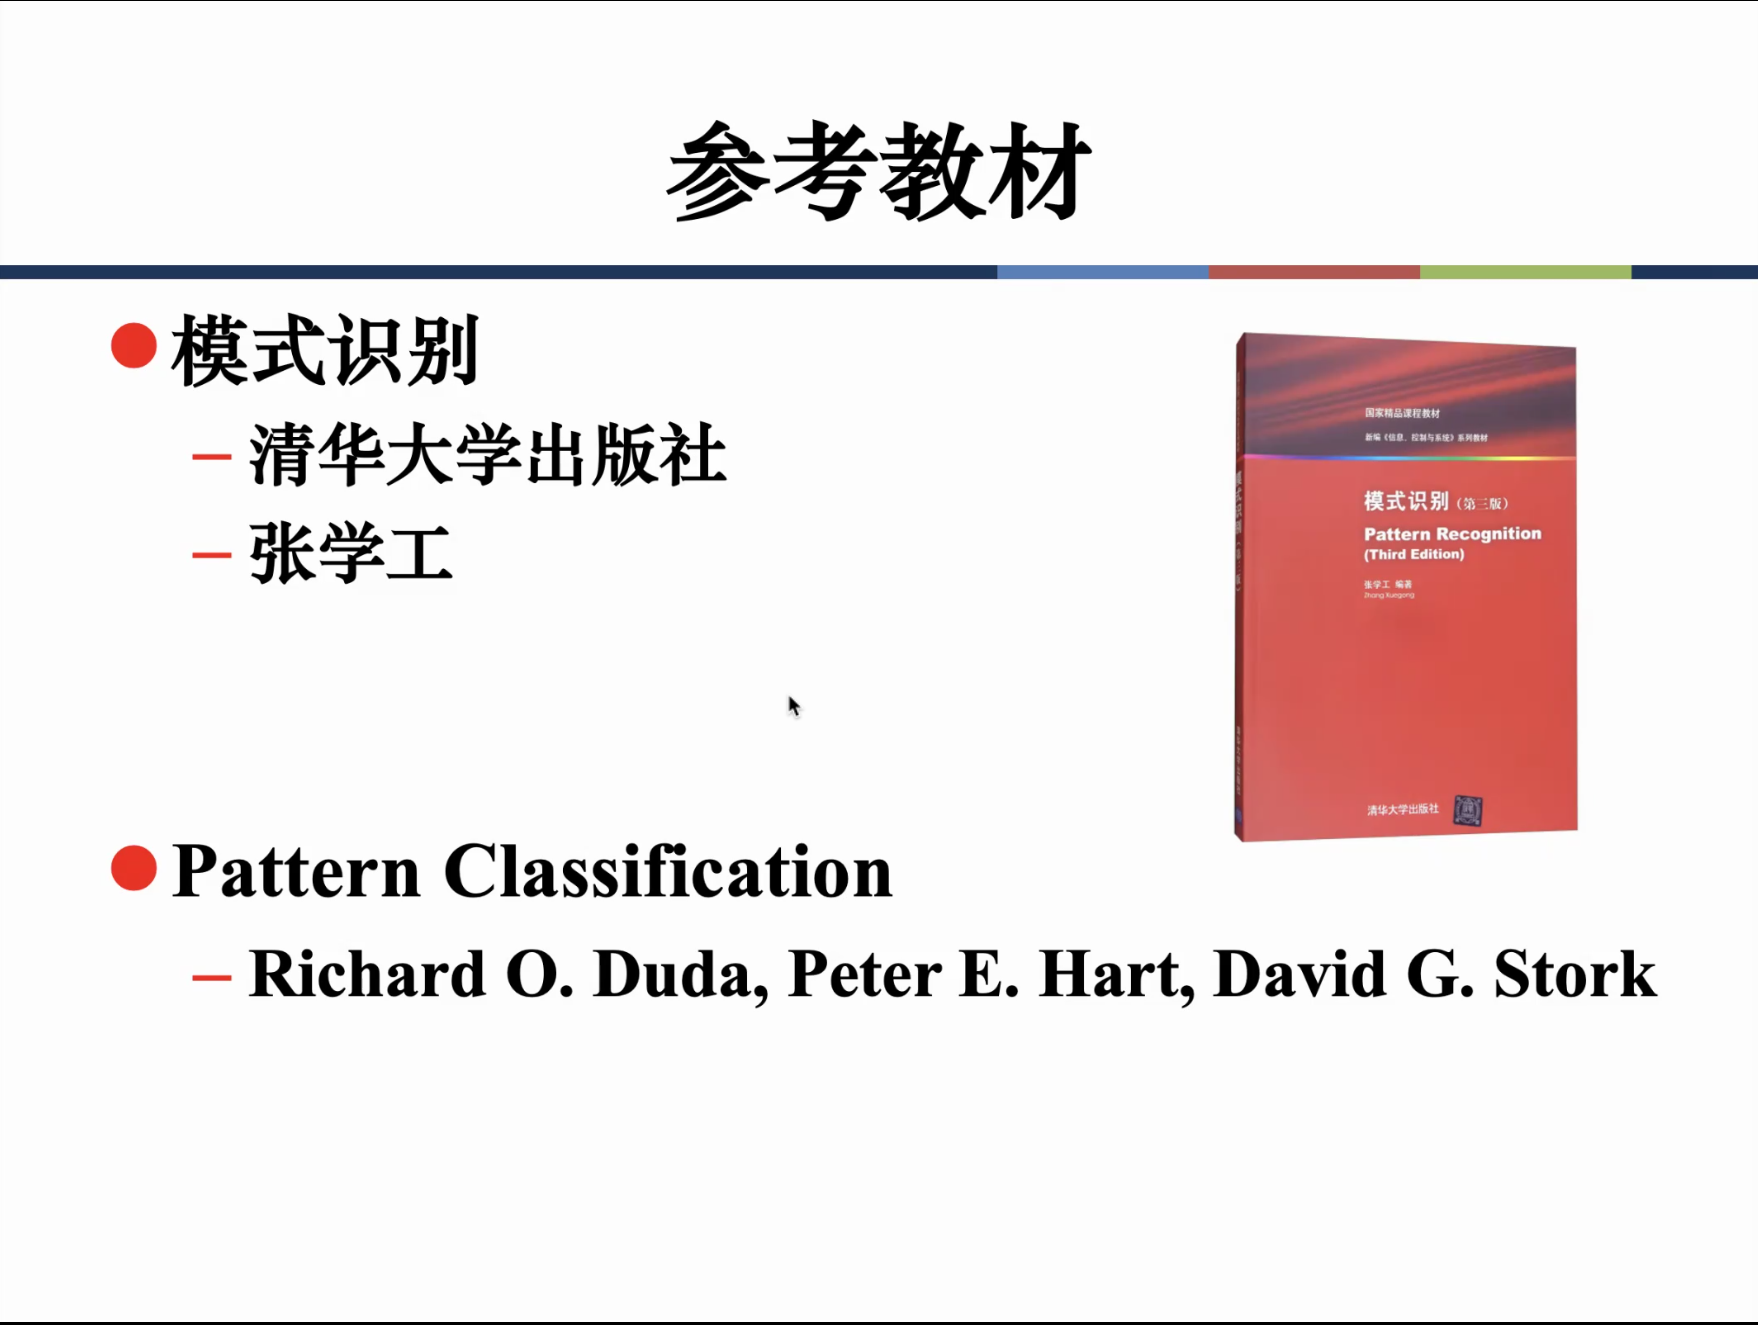 参考教材
模式识别
– 清华大学出版社
– 张学工
国家精品课程教材
新编《信息、控制与系统》系列教材
模式识别（第三版）
Pattern Recognition
(Third Edition)
张学工 编著
Zhang Xuegong
清华大学出版社
Pattern Classification
– Richard O. Duda, Peter E. Hart, David G. Stork